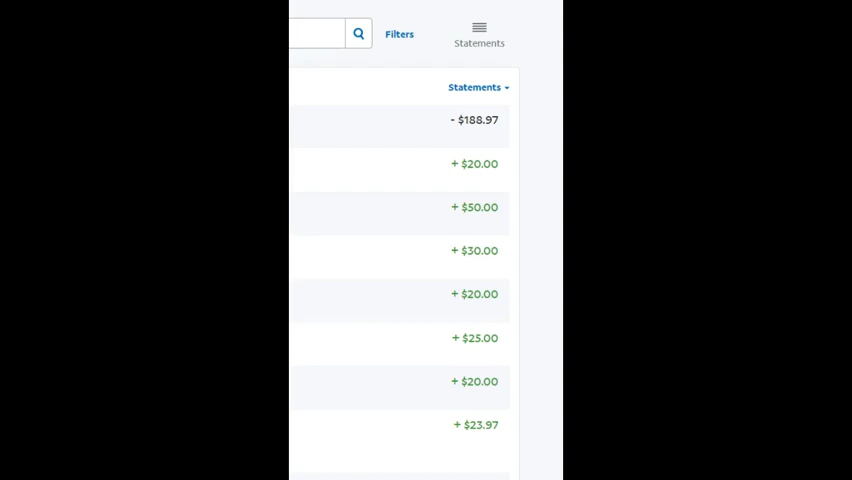 Filters
Statements
Statements
- $188.97
+ $20.00
+ $50.00
+ $30.00
+ $20.00
+ $25.00
+ $20.00
+ $23.97